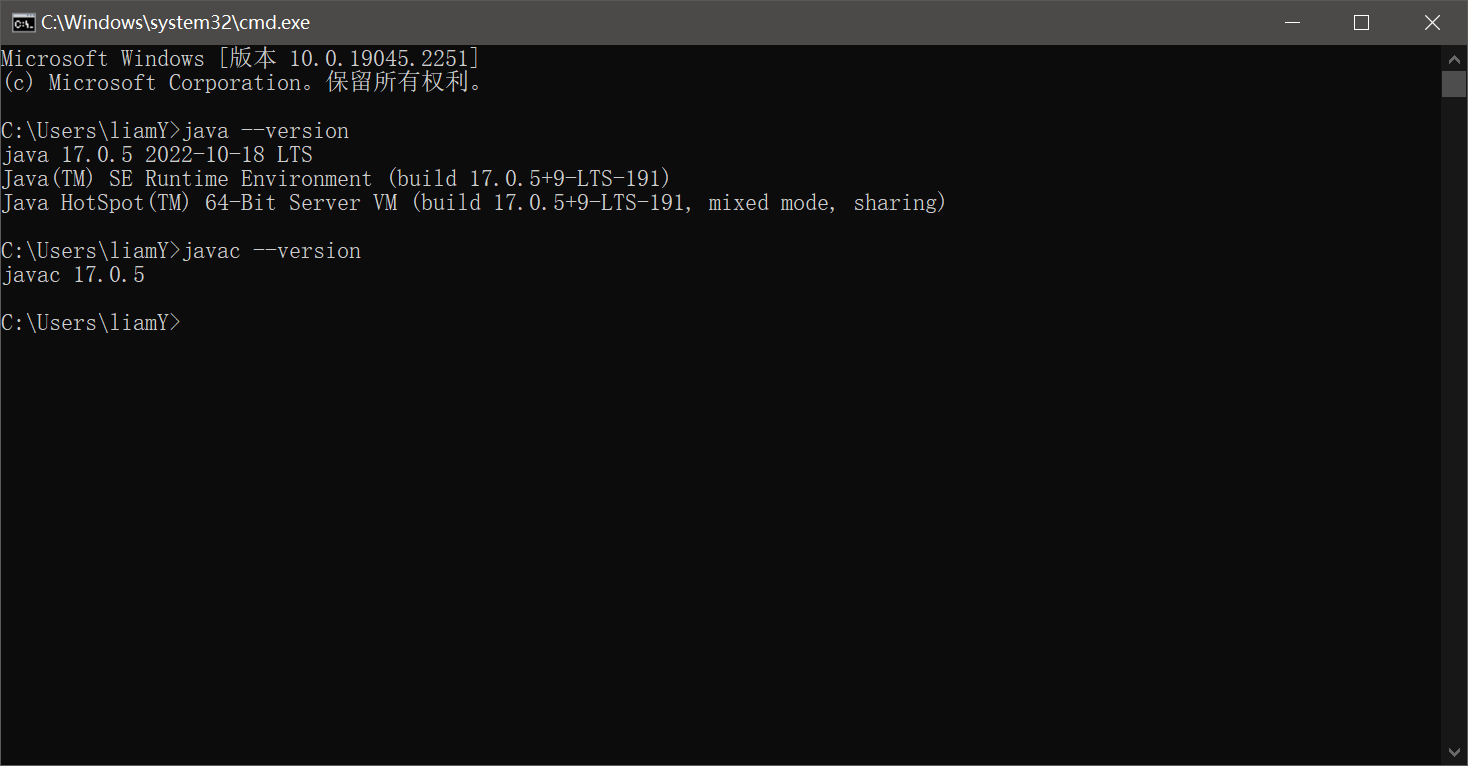 C:\Windows\system32\cmd.exe
Microsoft Windows [版本 10.0.19045.2251]
(c) Microsoft Corporation。保留所有权利。
C:\Users\liamY>java --version
java 17.0.5 2022-10-18 LTS
Java(TM) SE Runtime Environment (build 17.0.5+9-LTS-191)
Java HotSpot(TM) 64-Bit Server VM (build 17.0.5+9-LTS-191, mixed mode, sharing)
C:\Users\liamY>javac --version
javac 17.0.5
C:\Users\liamY>